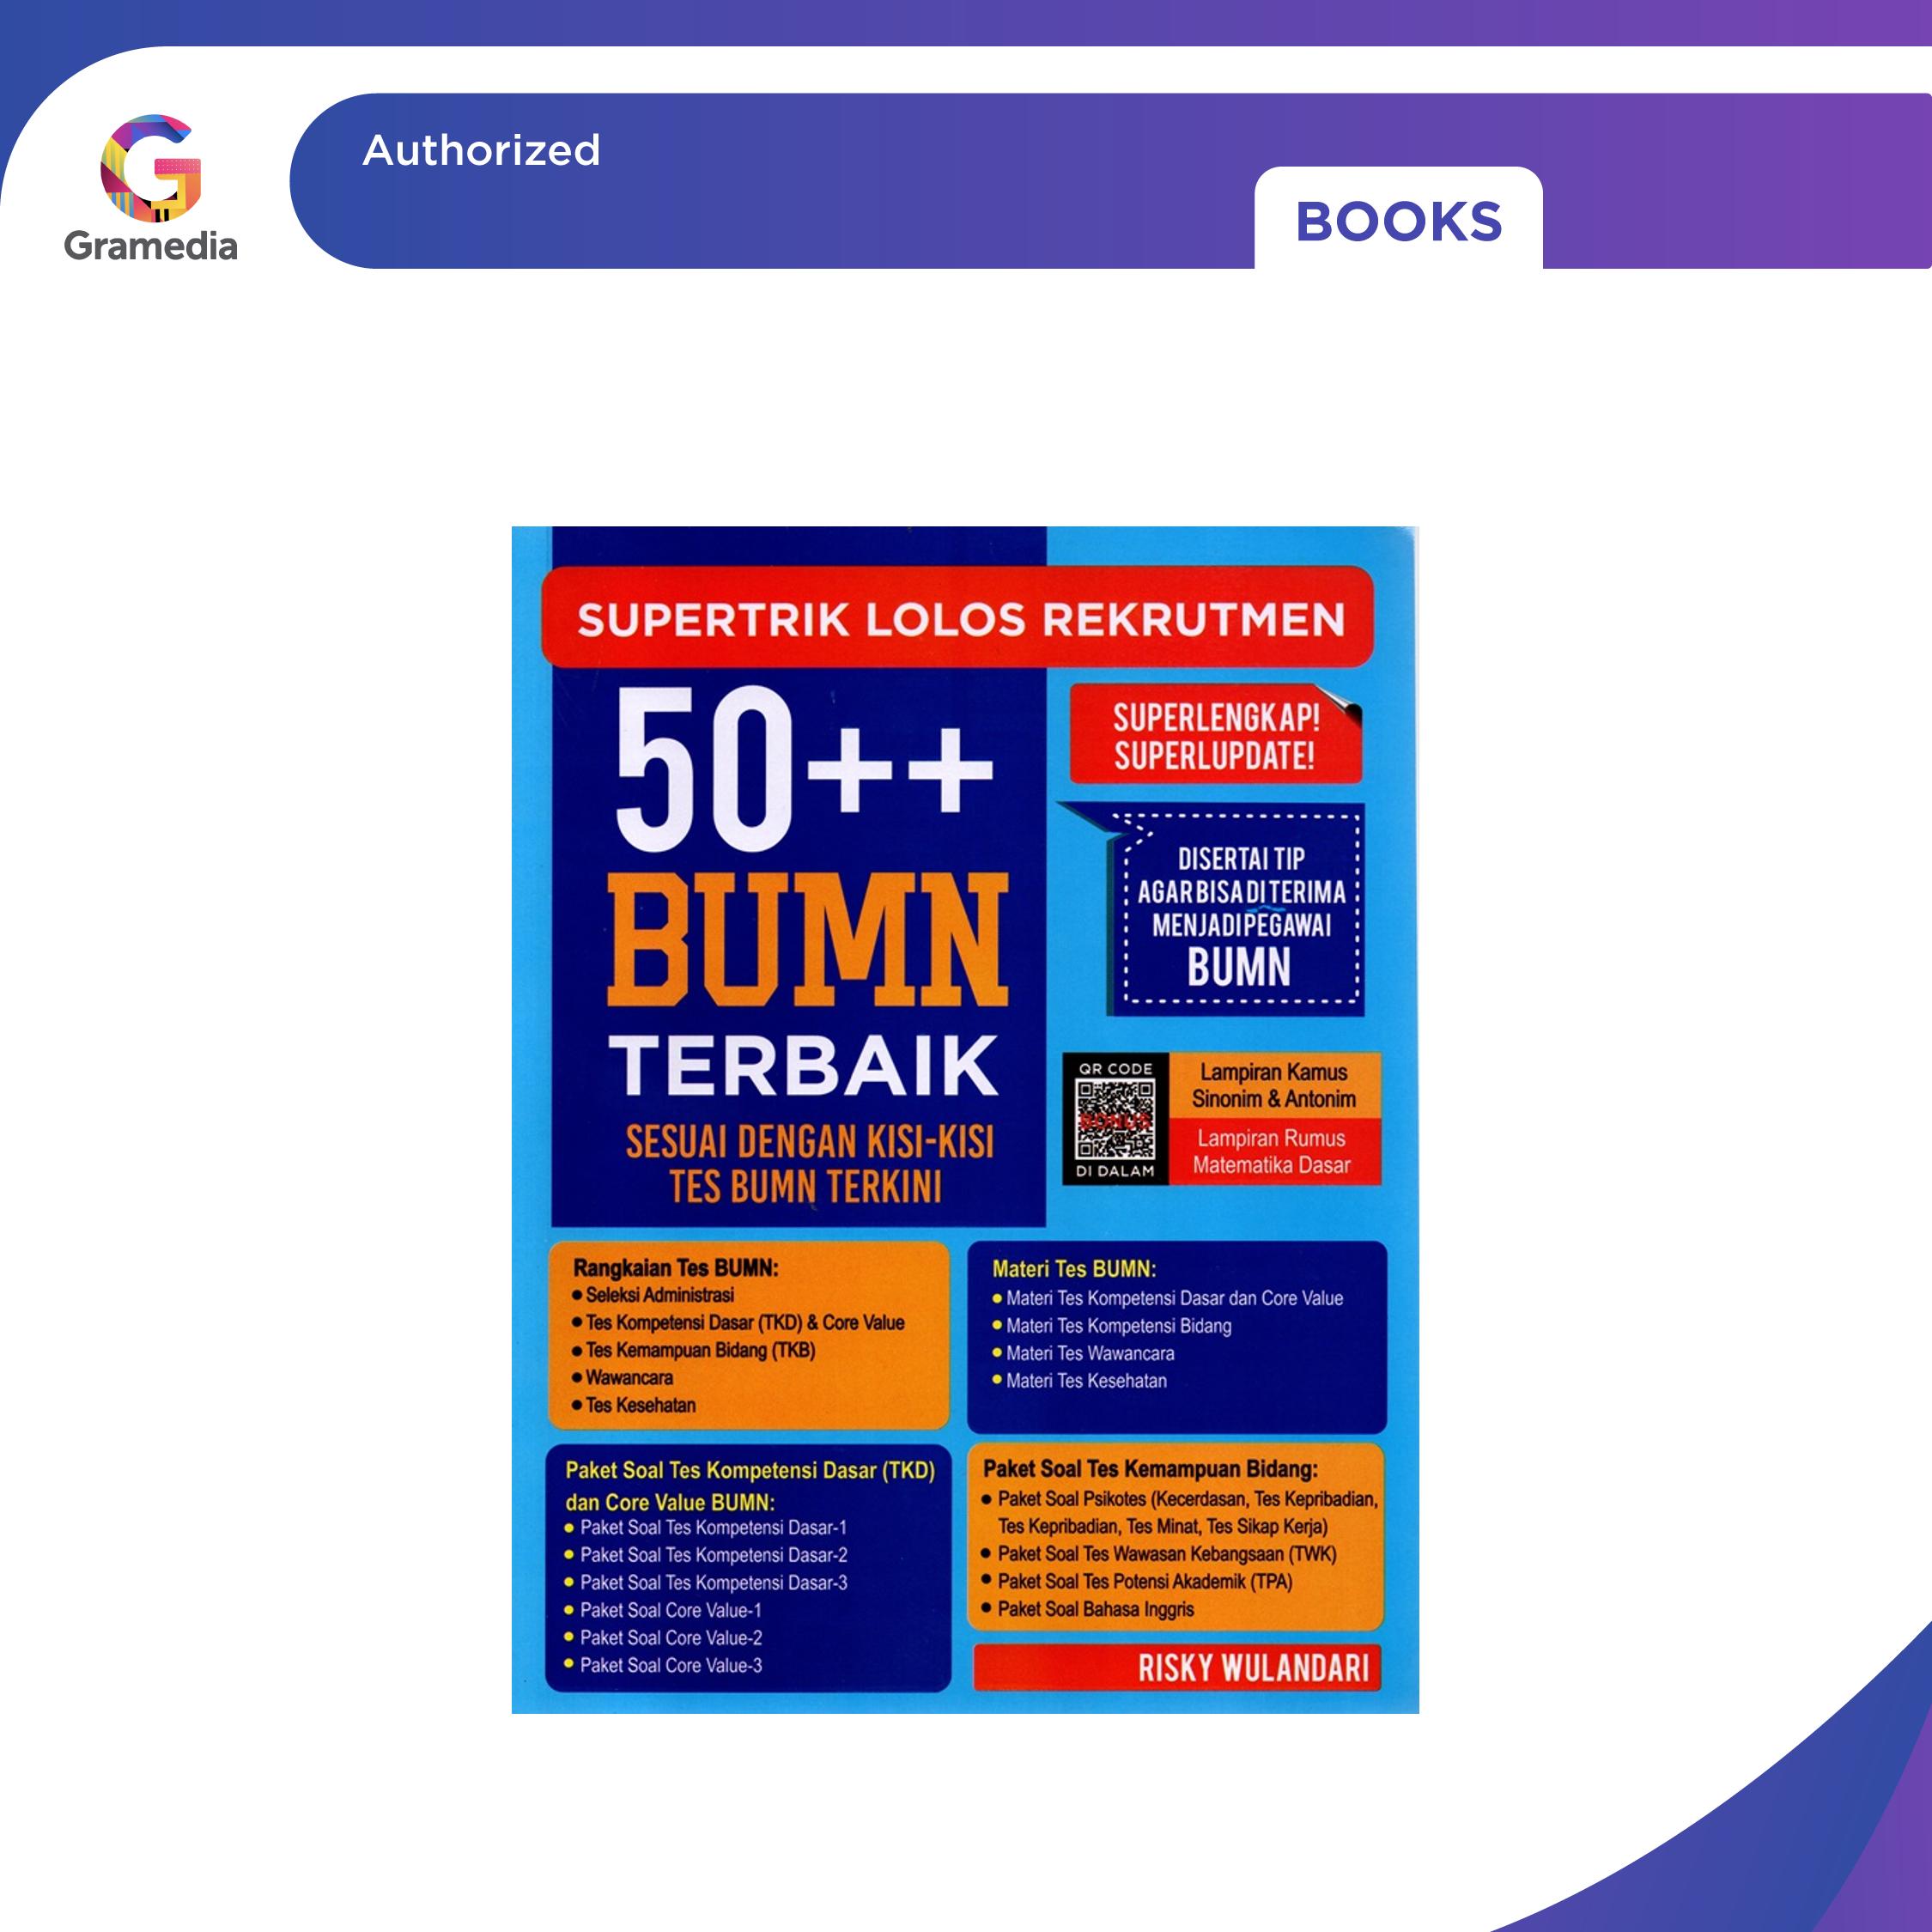 Gramedia
Authorized
BOOKS
SUPERTRIK LOLOS REKRUTMEN
50++
BUMN
TERBAIK
SESUAI DENGAN KISI-KISI
TES BUMN TERKINI
SUPERLENGKAP!
SUPERLUPDATE!
DISERTAI TIP
AGAR BISA DI TERIMA
MENJADI PEGAWAI
BUMN
QR CODE
BONUS
DI DALAM
Lampiran Kamus
Sinonim & Antonim
Lampiran Rumus
Matematika Dasar
Rangkaian Tes BUMN:
● Seleksi Administrasi
● Tes Kompetensi Dasar (TKD) & Core Value
● Tes Kemampuan Bidang (TKB)
● Wawancara
● Tes Kesehatan
Materi Tes BUMN:
● Materi Tes Kompetensi Dasar dan Core Value
● Materi Tes Kompetensi Bidang
● Materi Tes Wawancara
● Materi Tes Kesehatan
Paket Soal Tes Kompetensi Dasar (TKD)
dan Core Value BUMN:
● Paket Soal Tes Kompetensi Dasar-1
● Paket Soal Tes Kompetensi Dasar-2
● Paket Soal Tes Kompetensi Dasar-3
● Paket Soal Core Value-1
● Paket Soal Core Value-2
● Paket Soal Core Value-3
Paket Soal Tes Kemampuan Bidang:
● Paket Soal Psikotes (Kecerdasan, Tes Kepribadian,
Tes Kepribadian, Tes Minat, Tes Sikap Kerja)
● Paket Soal Tes Wawasan Kebangsaan (TWK)
● Paket Soal Tes Potensi Akademik (TPA)
● Paket Soal Bahasa Inggris
RISKY WULANDARI